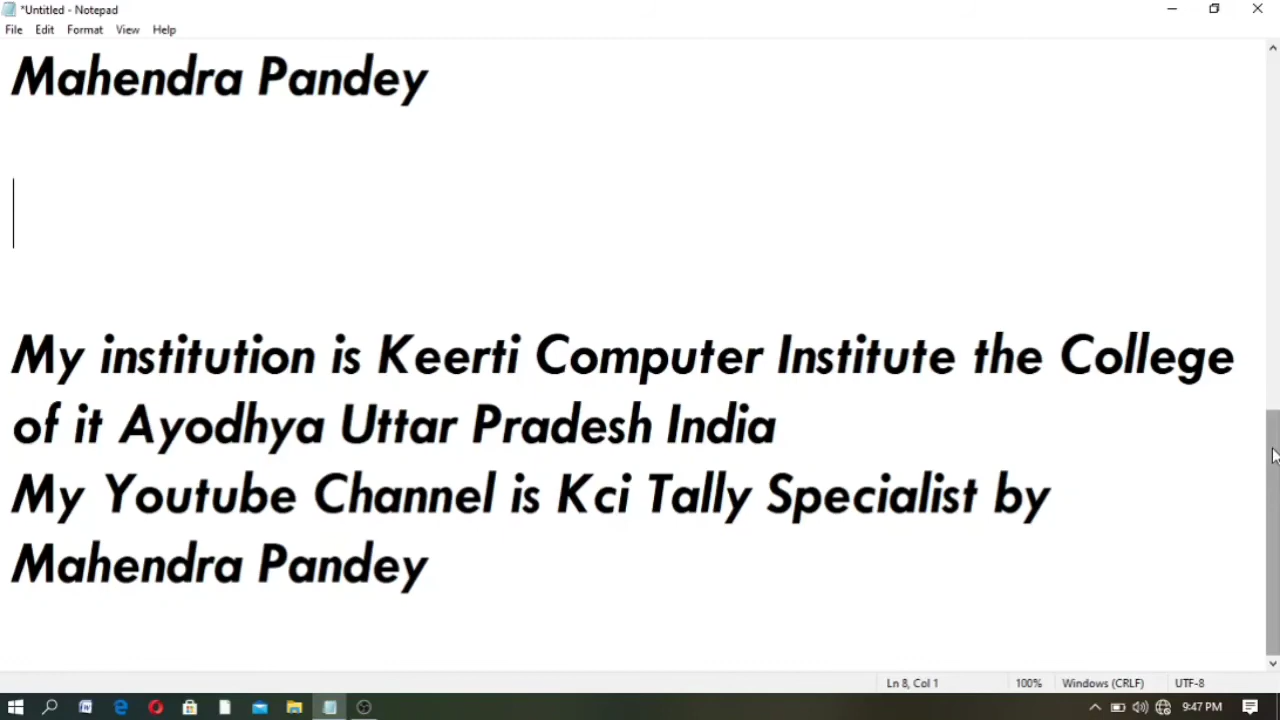 *Untitled - Notepad
File Edit Format View Help
Mahendra Pandey
My institution is Keerti Computer Institute the College
of it Ayodhya Uttar Pradesh India
My Youtube Channel is Kci Tally Specialist by
Mahendra Pandey
Ln 8, Col 1 100% Windows (CRLF) UTF-8
9:47 PM